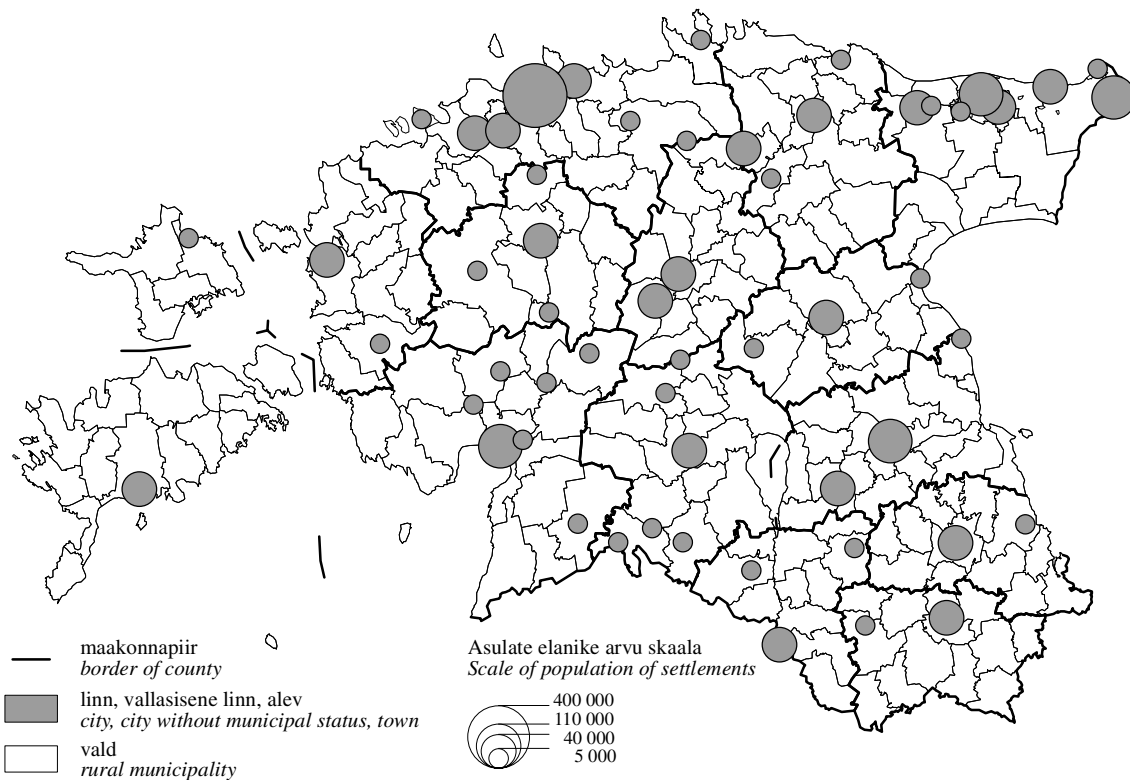 maakonnapiir
border of county
linn, vallasisene linn, alev
city, city without municipal status, town
vald
rural municipality
Asulate elanike arvu skaala
Scale of population of settlements
400 000
110 000
40 000
5 000